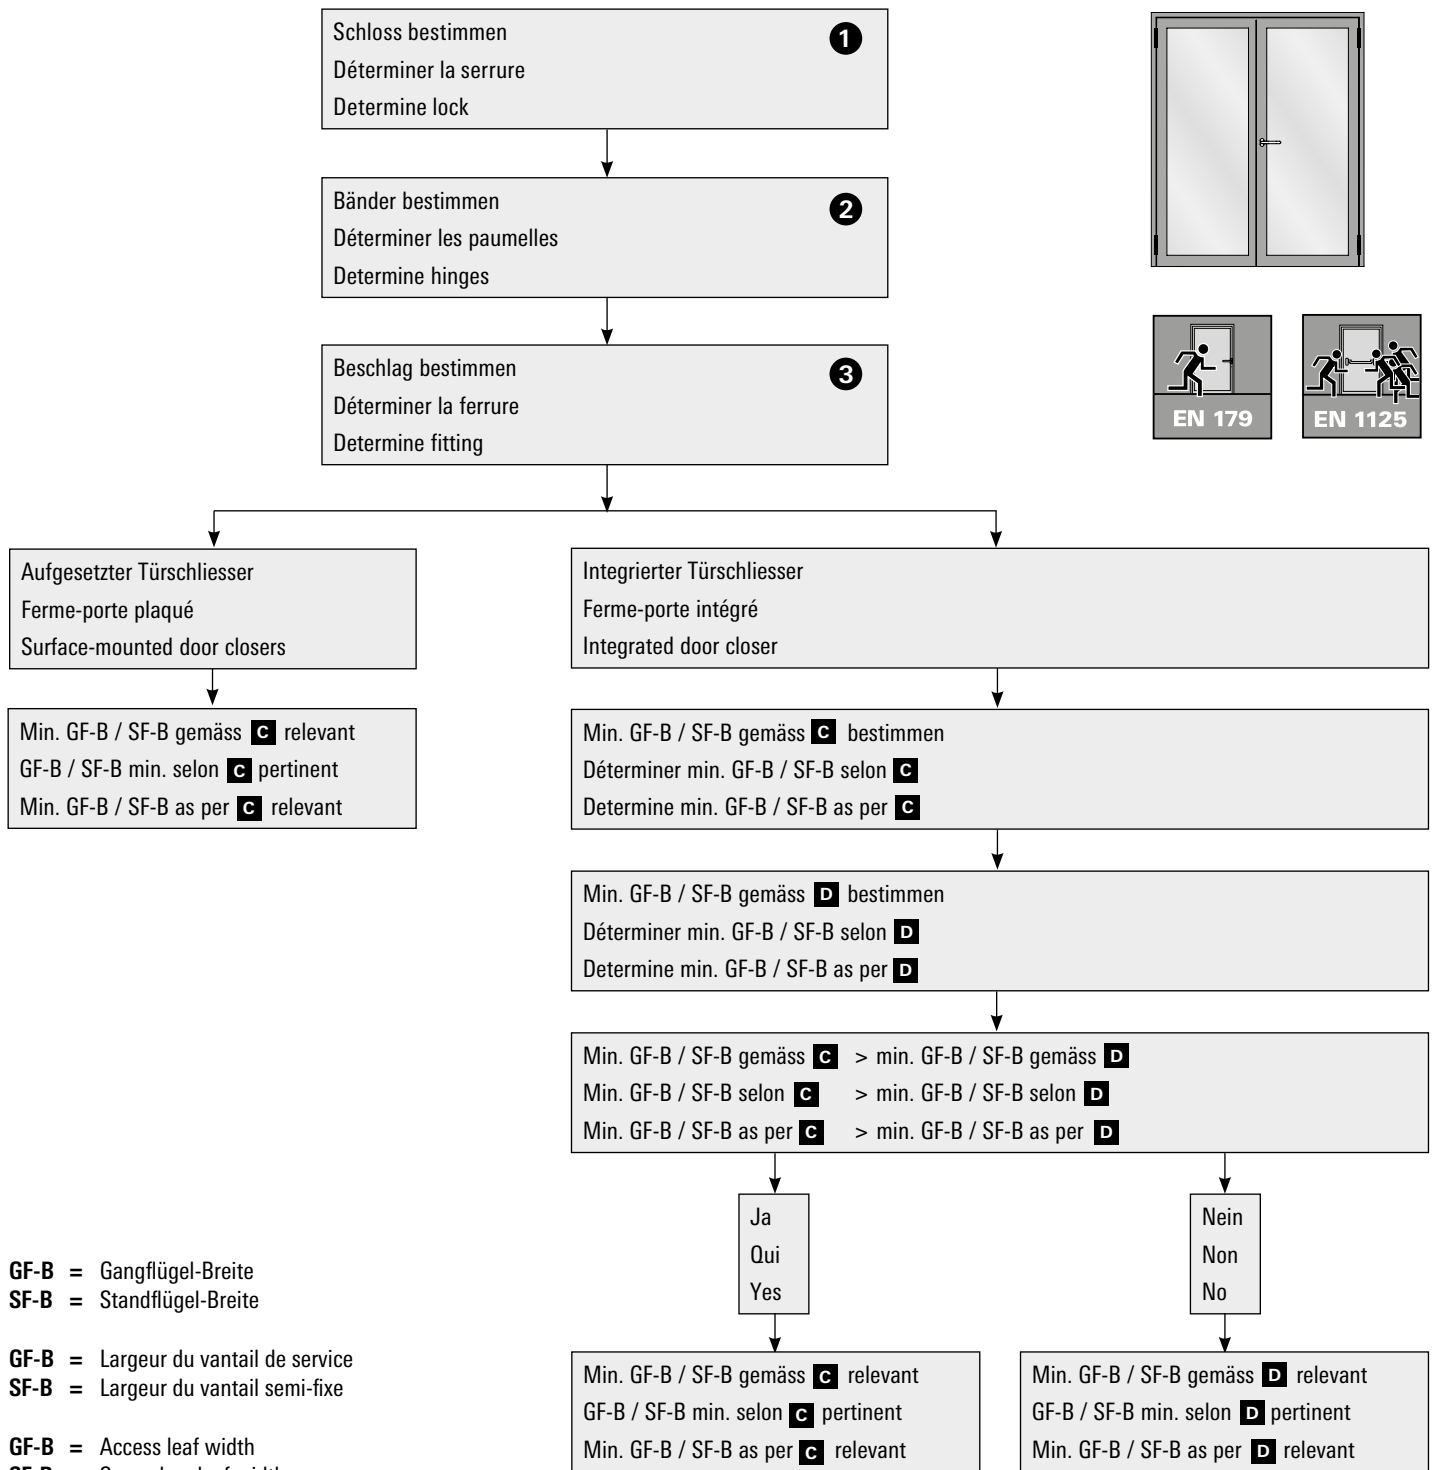 Schloss bestimmen
1
Déterminer la serrure
Determine lock
Bänder bestimmen
2
Déterminer les paumelles
Determine hinges
Beschlag bestimmen
3
Déterminer la ferrure
Determine fitting
EN 179
EN 1125
Aufgesetzter Türschliesser
Ferme-porte plaqué
Surface-mounted door closers
Integrierter Türschliesser
Ferme-porte intégré
Integrated door closer
Min. GF-B / SF-B gemäss C relevant
GF-B / SF-B min. selon C pertinent
Min. GF-B / SF-B as per C relevant
Min. GF-B / SF-B gemäss C bestimmen
Déterminer min. GF-B / SF-B selon C
Determine min. GF-B / SF-B as per C
Min. GF-B / SF-B gemäss D bestimmen
Déterminer min. GF-B / SF-B selon D
Determine min. GF-B / SF-B as per D
Min. GF-B / SF-B gemäss C > min. GF-B / SF-B gemäss D
Min. GF-B / SF-B selon C > min. GF-B / SF-B selon D
Min. GF-B / SF-B as per C > min. GF-B / SF-B as per D
Ja
Qui
Yes
Nein
Non
No
GF-B = Gangflügel-Breite
SF-B = Standflügel-Breite
GF-B = Largeur du vantail de service
SF-B = Largeur du vantail semi-fixe
GF-B = Access leaf width
Min. GF-B / SF-B gemäss C relevant
GF-B / SF-B min. selon C pertinent
Min. GF-B / SF-B as per C relevant
Min. GF-B / SF-B gemäss D relevant
GF-B / SF-B min. selon D pertinent
Min. GF-B / SF-B as per D relevant